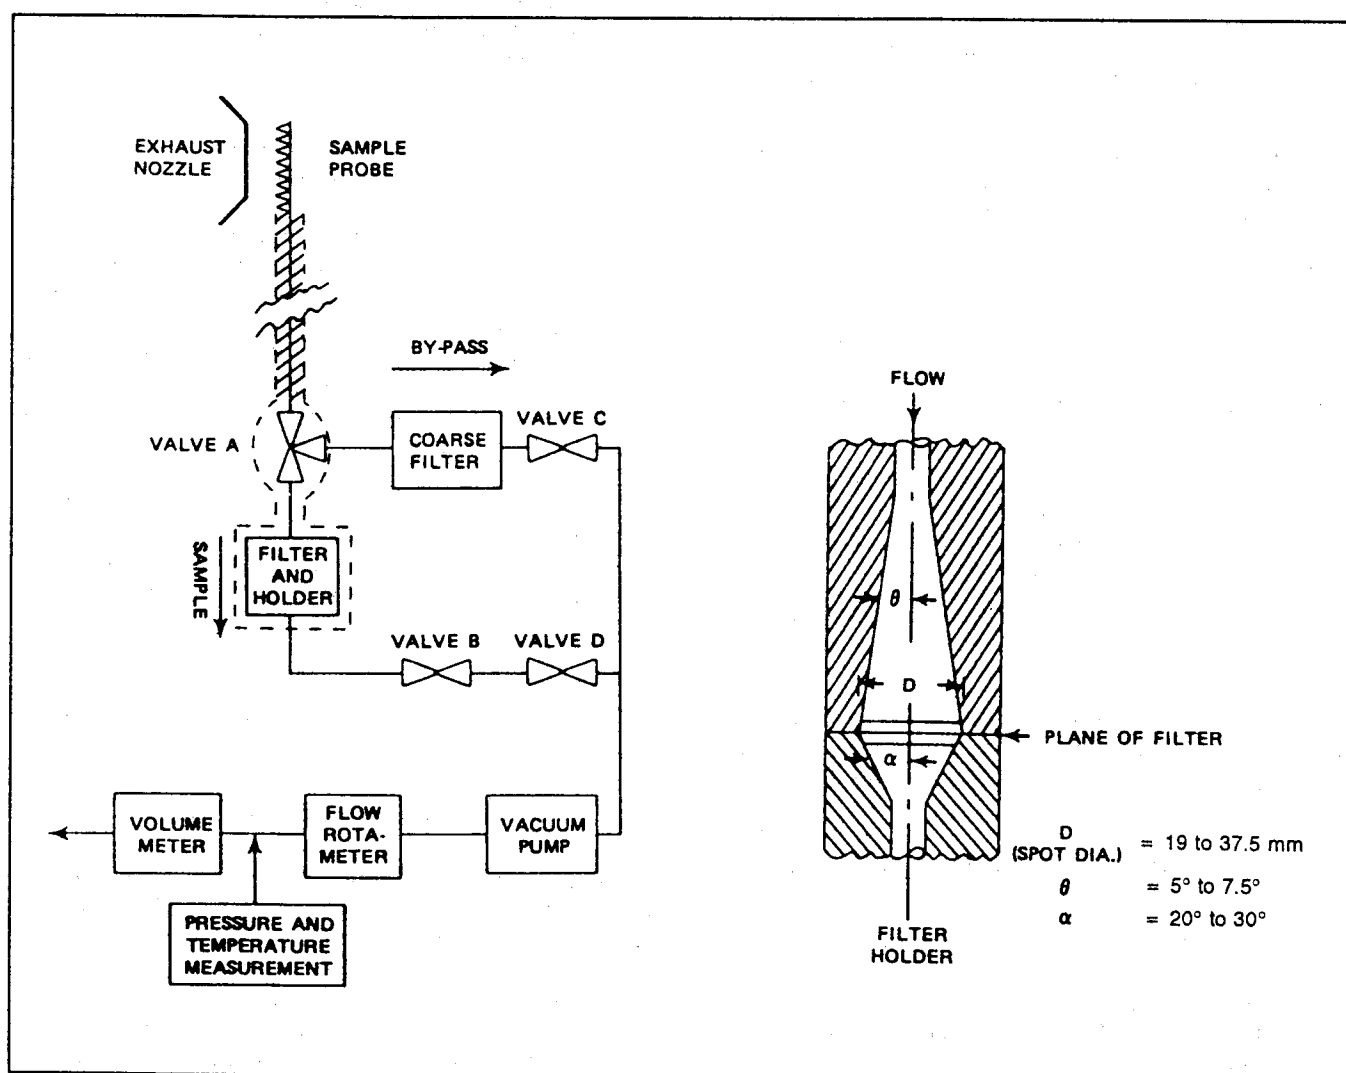 EXHAUST
NOZZLE
SAMPLE
PROBE
BY-PASS
VALVE A
COARSE
FILTER
VALVE C
SAMPLE
FILTER
AND
HOLDER
VALVE B
VALVE D
VOLUME
METER
FLOW
ROTA-
METER
VACUUM
PUMP
PRESSURE AND
TEMPERATURE
MEASUREMENT
FLOW
θ
D
α
PLANE OF FILTER
FILTER
HOLDER
D
(SPOT DIA.) = 19 to 37.5 mm
θ = 5° to 7.5°
α = 20° to 30°